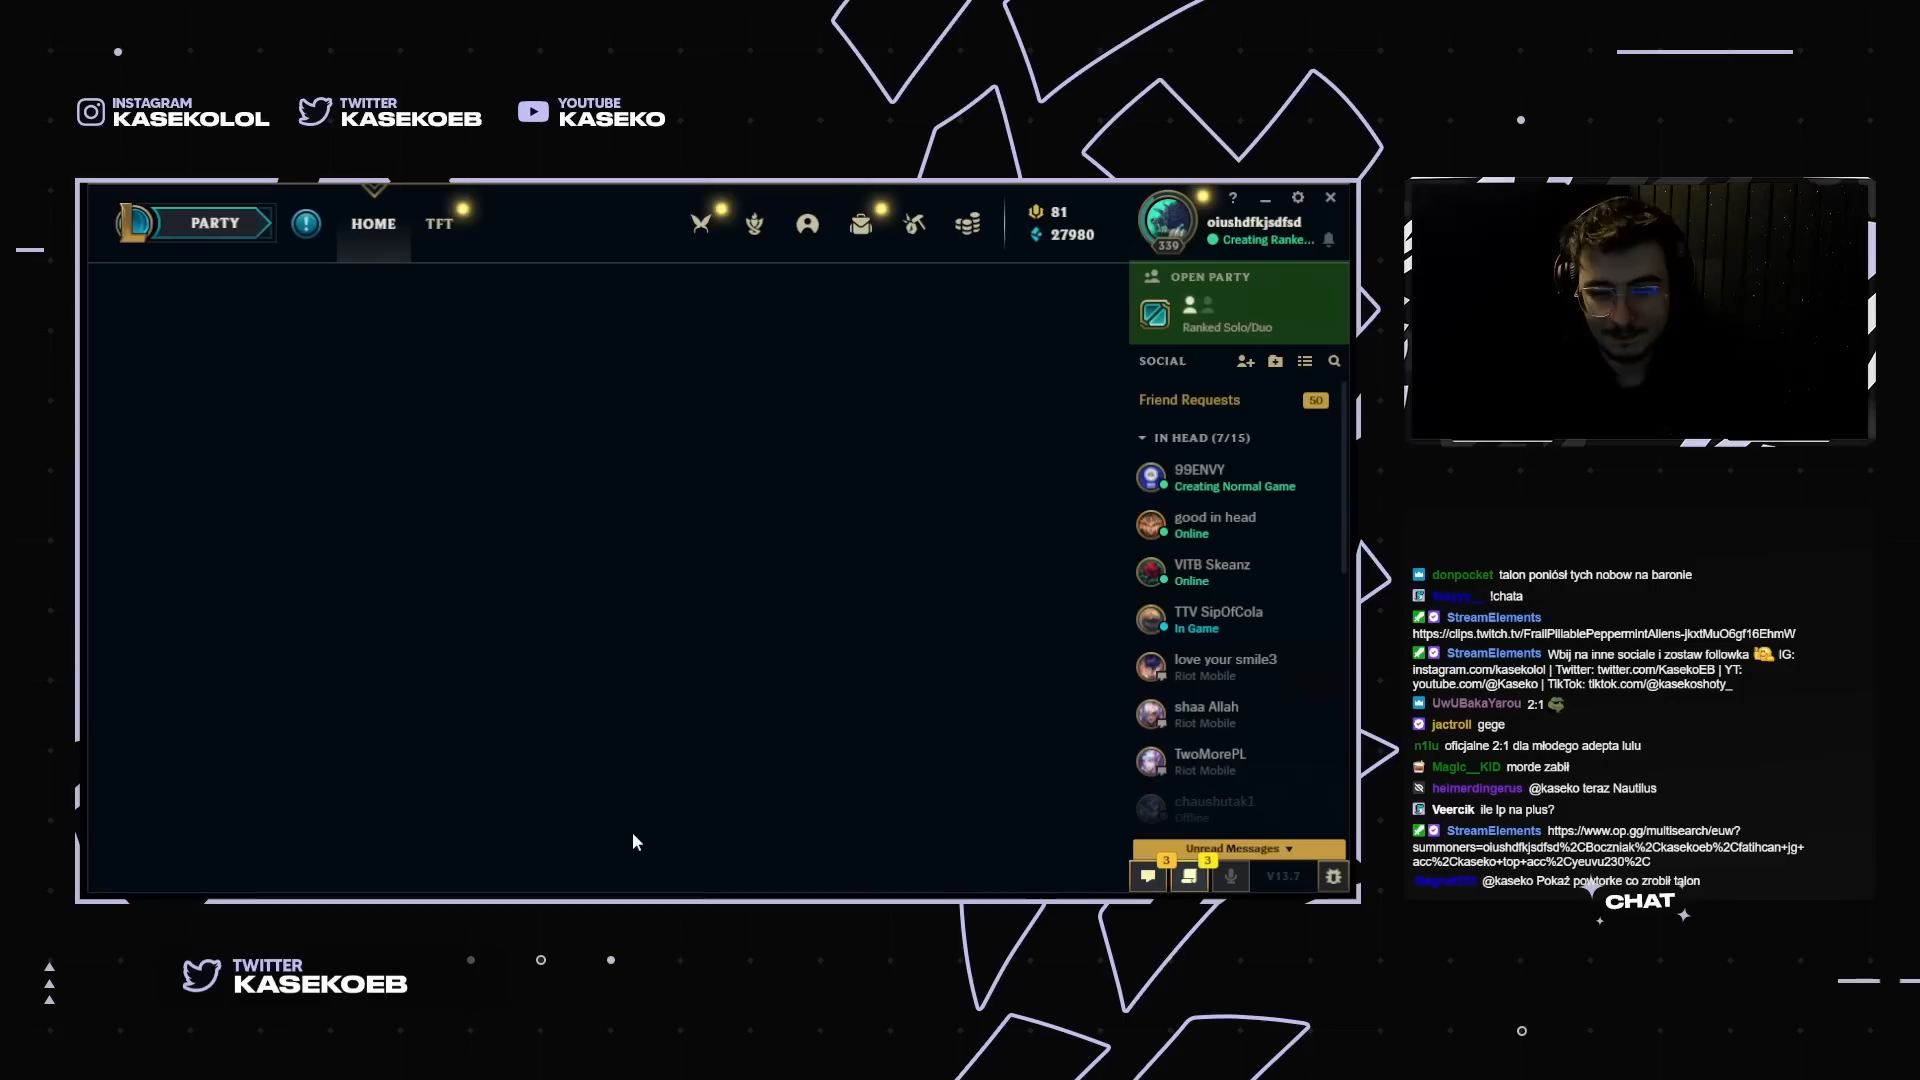 INSTAGRAM
KASEKOLOL
TWITTER
KASEKOEB
YOUTUBE
KASEKO
PARTY
HOME
TFT
81
27980
339
?
oiushdfkjsdfsd
Creating Ranke...
OPEN PARTY
Ranked Solo/Duo
SOCIAL
Friend Requests
50
IN HEAD (7/15)
99ENVY
Creating Normal Game
good in head
Online
VITB Skeanz
Online
TTV SipOfCola
In Game
love your smile3
Riot Mobile
shaa Allah
Riot Mobile
TwoMorePL
Riot Mobile
chaushutak1
Offline
Unread Messages
3
3
V13.7
donpocket talon poniósł tych nobow na baronie
!chata
StreamElements
https://clips.twitch.tv/FrailPliablePeppermintAliens-jkxtMuO6gf16EhmW
StreamElements Wbij na inne sociale i zostaw followka IG:
instagram.com/kasekolol | Twitter: twitter.com/KasekoEB | YT:
youtube.com/@Kaseko | TikTok: tiktok.com/@kasekoshoty_
UwUBakaYarou 2:1
jactroll gege
n1lu oficjalne 2:1 dla młodego adepta lulu
Magic__KID morde zabił
heimerdingerus @kaseko teraz Nautilus
Veercik ile lp na plus?
StreamElements https://www.op.gg/multisearch/euw?
summoners=oiushdfkjsdfsd%2CBoczniak%2Ckasekoeb%2Cfatihcan+jg+
acc%2Ckaseko+top+acc%2Cyeuvu230%2C
@kaseko Pokaż powtorke co zrobił talon
CHAT
TWITTER
KASEKOEB